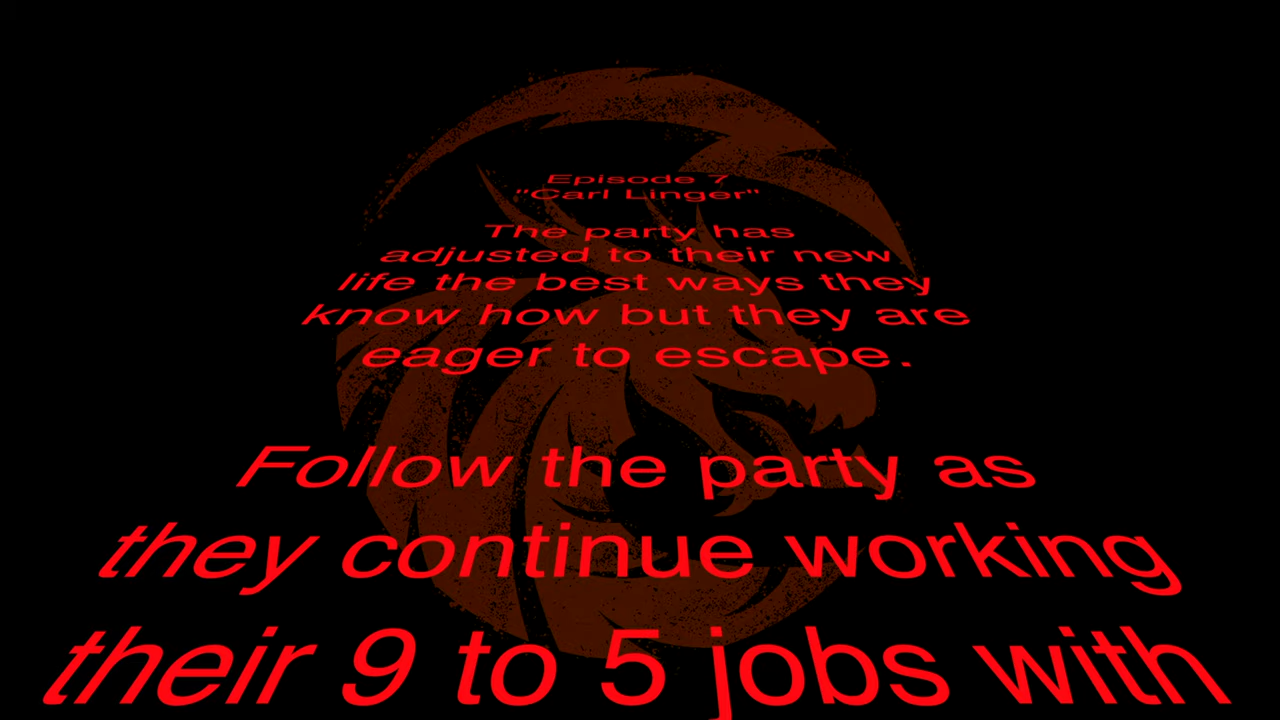 Episode 7
"Carl Linger"
The party has
adjusted to their new
life the best ways they
know how but they are
eager to escape.
Follow the party as
they continue working
their 9 to 5 jobs with